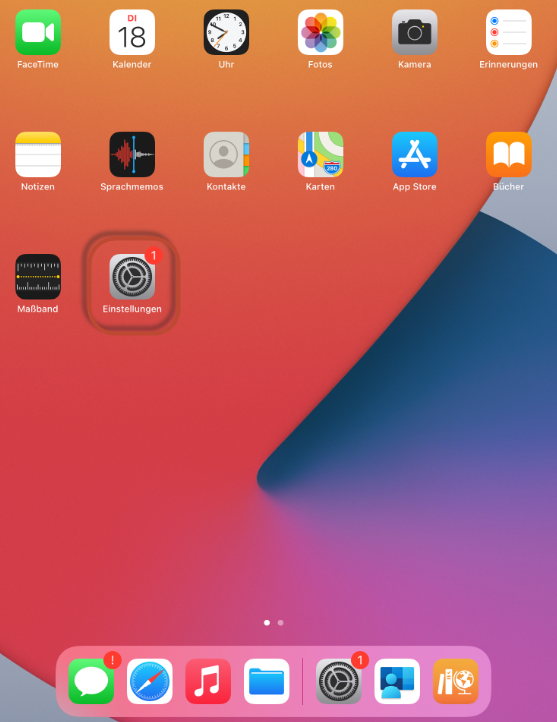 DI
18
FaceTime
Kalender
Uhr
Fotos
Kamera
Erinnerungen
280
Notizen
Sprachmemos
Kontakte
Karten
App Store
Bücher
1
Maßband
Einstellungen
!
1